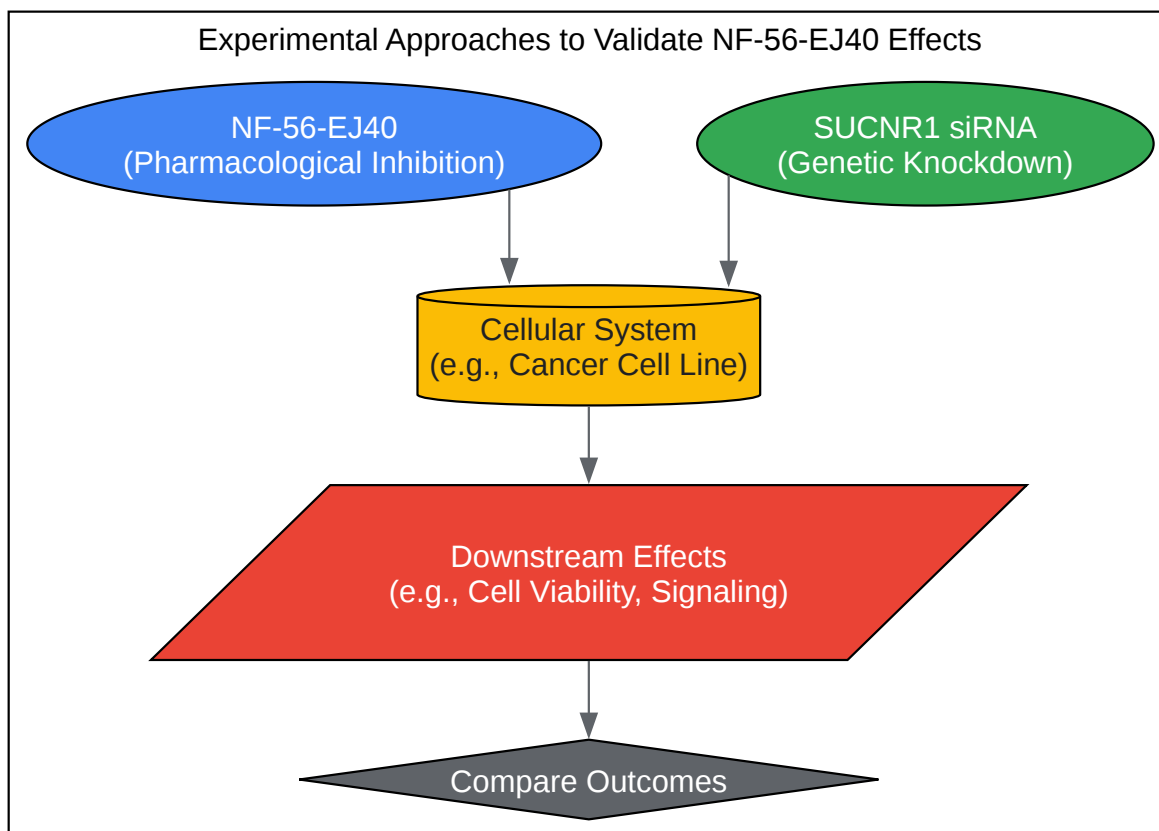 Experimental Approaches to Validate NF-56-EJ40 Effects
NF-56-EJ40
(Pharmacological Inhibition)
SUCNR1 siRNA
(Genetic Knockdown)
Cellular System
(e.g., Cancer Cell Line)
Downstream Effects
(e.g., Cell Viability, Signaling)
Compare Outcomes